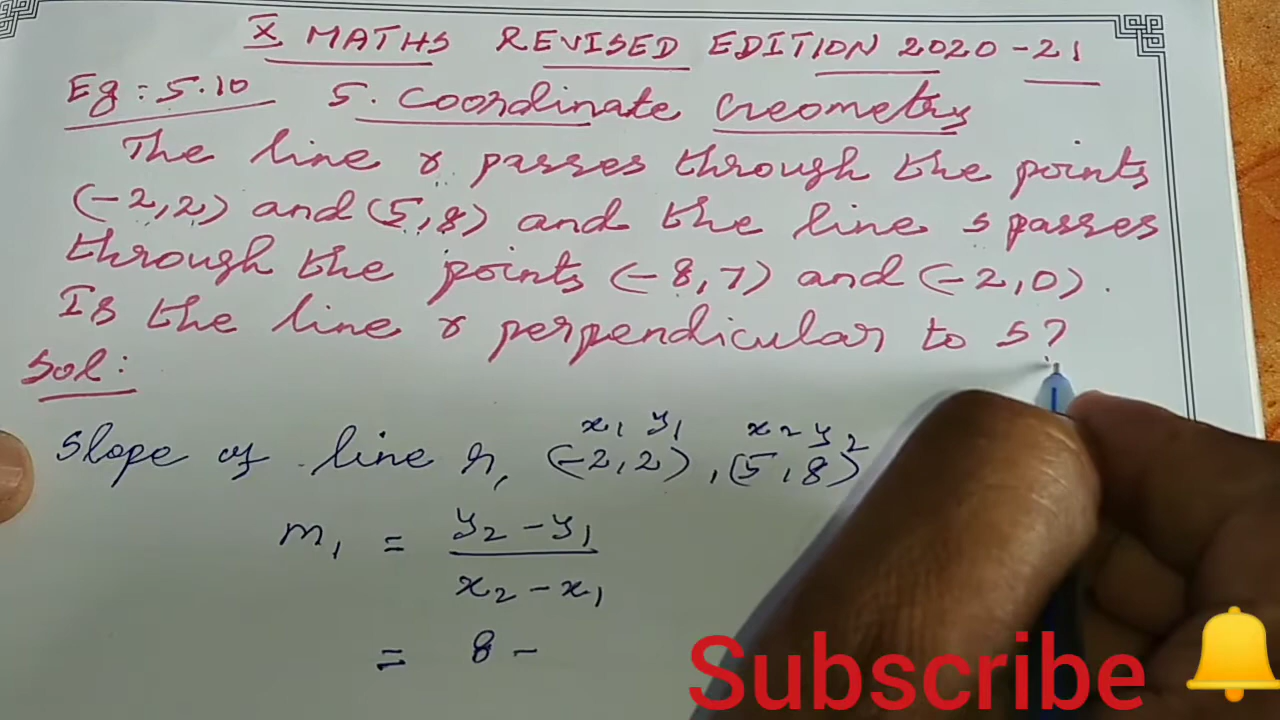 X MATHS REVISED EDITION 2020-21
Eg: 5.10 5. Coordinate Geometry
The line r passes through the points
(-2,2) and (5,8) and the line s passes
through the points (-8,7) and (-2,0).
Is the line r perpendicular to s?
Sol:
x₁ y₁ x₂ y₂
Slope of line r, (-2,2), (5,8)
m₁ = y₂ - y₁
x₂ - x₁
= 8 -
Subscribe